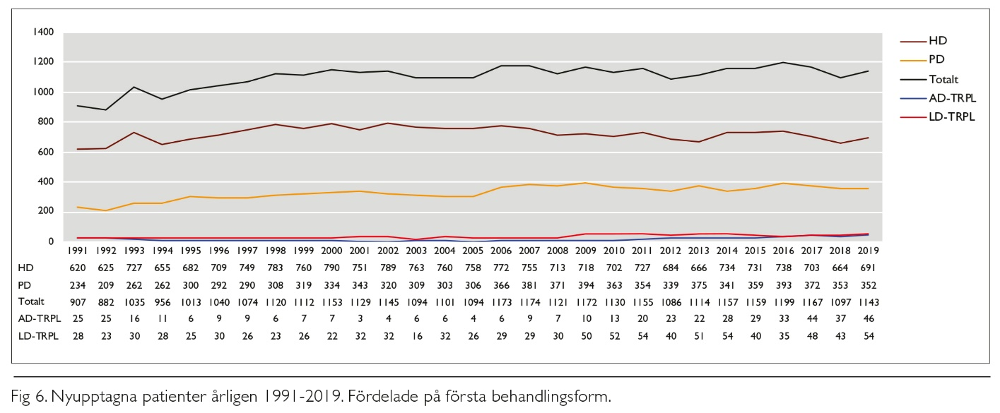 1400
1200
1000
800
600
400
200
0
HD
PD
Totalt
AD-TRPL
LD-TRPL
1991 1992 1993 1994 1995 1996 1997 1998 1999 2000 2001 2002 2003 2004 2005 2006 2007 2008 2009 2010 2011 2012 2013 2014 2015 2016 2017 2018 2019
HD 620 625 727 655 682 709 749 783 760 790 751 789 763 760 758 772 755 713 718 702 727 684 666 734 731 738 703 664 691
PD 234 209 262 262 300 292 290 308 319 334 343 320 309 303 306 366 381 371 394 363 354 339 375 341 359 393 372 353 352
Totalt 907 882 1035 956 1013 1040 1074 1120 1112 1153 1129 1145 1094 1101 1094 1173 1174 1121 1172 1130 1155 1086 1114 1157 1159 1199 1167 1097 1143
AD-TRPL 25 25 16 11 6 9 9 6 7 7 3 4 6 6 4 6 9 7 10 13 20 23 22 28 29 33 44 37 46
LD-TRPL 28 23 30 28 25 30 26 23 26 22 32 32 16 32 26 29 29 30 50 52 54 40 51 54 40 35 48 43 54
Fig 6. Nyupptagna patienter årligen 1991-2019. Fördelade på första behandlingsform.